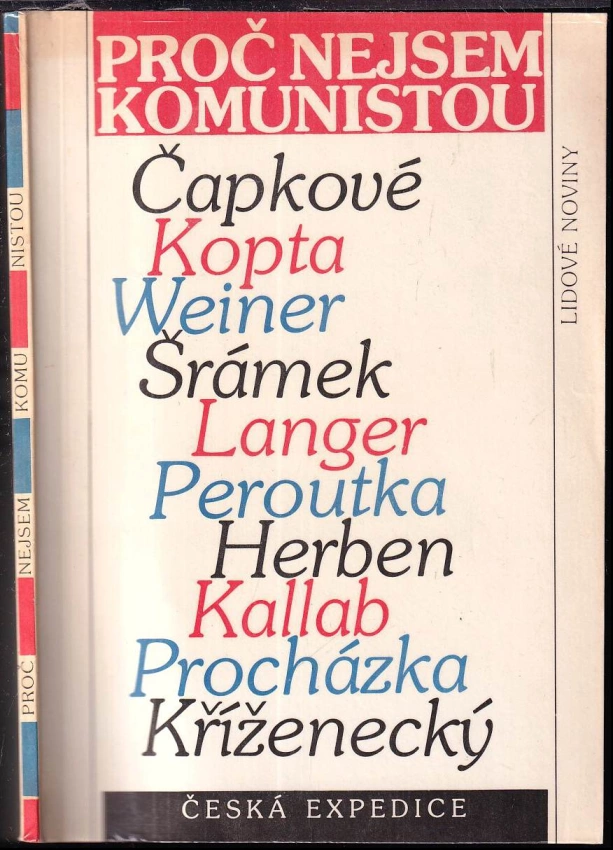 PROČ NEJSEM
KOMUNISTOU
Čapkové
Kopta
Weiner
Šrámek
Langer
Peroutka
Herben
Kallab
Procházka
Kříženecký
ČESKÁ EXPEDICE
LIDOVÉ NOVINY
PROČ NEJSEM KOMU NISTOU